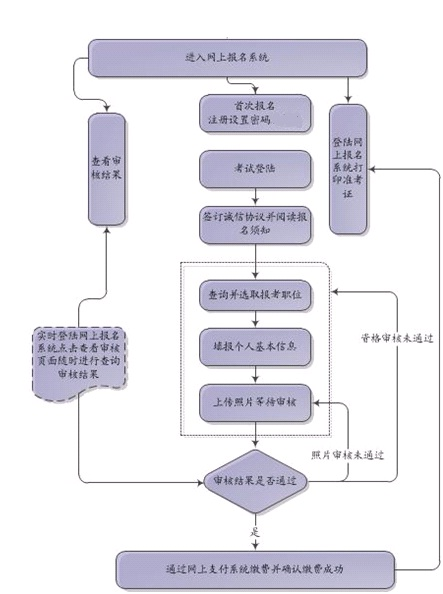 进入网上报名系统
首次报名
注册设置密码
查看审
核结果
登陆网
上报名
系统打
印准考
证
考试登陆
签订诚信协议并阅读报
名须知
查询并选取报考职位
资格审核未通过
实时登陆网上报名
系统点击查看审核
页面随时进行查询
审核结果
填报个人基本信息
上传照片等待审核
照片审核未通过
审核结果是否通过
是
通过网上支付系统缴费并确认缴费成功